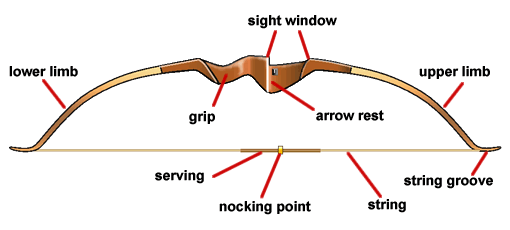 sight window
lower limb
upper limb
grip
arrow rest
serving
string groove
nocking point
string